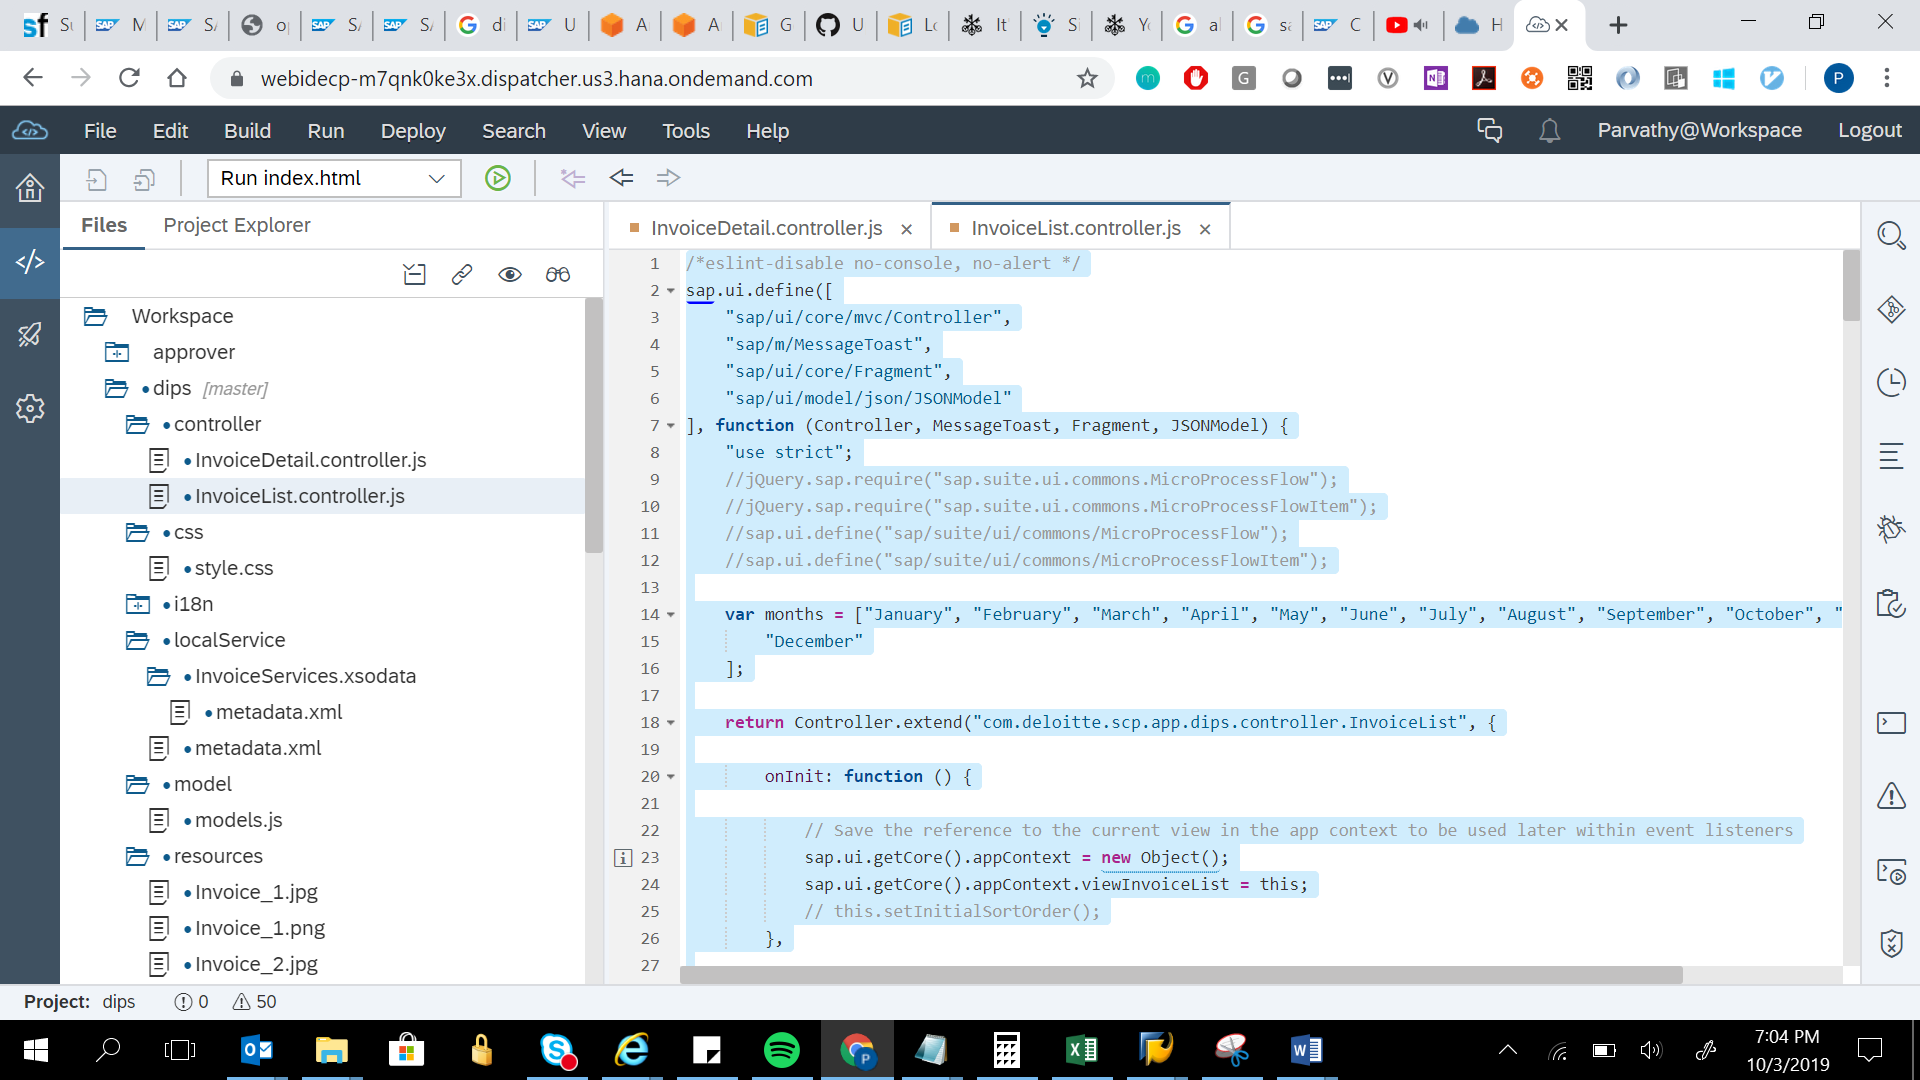 webidecp-m7qnk0ke3x.dispatcher.us3.hana.ondemand.com
File Edit Build Run Deploy Search View Tools Help Parvathy@Workspace Logout
Run index.html
Files Project Explorer
InvoiceDetail.controller.js × InvoiceList.controller.js ×
Workspace
approver
dips [master]
controller
InvoiceDetail.controller.js
InvoiceList.controller.js
css
style.css
i18n
localService
InvoiceServices.xsodata
metadata.xml
metadata.xml
model
models.js
resources
Invoice_1.jpg
Invoice_1.png
Invoice_2.jpg
1 /*eslint-disable no-console, no-alert */
2 sap.ui.define([
3 "sap/ui/core/mvc/Controller",
4 "sap/m/MessageToast",
5 "sap/ui/core/Fragment",
6 "sap/ui/model/json/JSONModel"
7 ], function (Controller, MessageToast, Fragment, JSONModel) {
8 "use strict";
9 //jQuery.sap.require("sap.suite.ui.commons.MicroProcessFlow");
10 //jQuery.sap.require("sap.suite.ui.commons.MicroProcessFlowItem");
11 //sap.ui.define("sap/suite/ui/commons/MicroProcessFlow");
12 //sap.ui.define("sap/suite/ui/commons/MicroProcessFlowItem");
13
14 var months = ["January", "February", "March", "April", "May", "June", "July", "August", "September", "October", "
15 "December"
16 ];
17
18 return Controller.extend("com.deloitte.scp.app.dips.controller.InvoiceList", {
19
20 onInit: function () {
21
22 // Save the reference to the current view in the app context to be used later within event listeners
23 sap.ui.getCore().appContext = new Object();
24 sap.ui.getCore().appContext.viewInvoiceList = this;
25 // this.setInitialSortOrder();
26 },
27
Project: dips 0 50
7:04 PM
10/3/2019